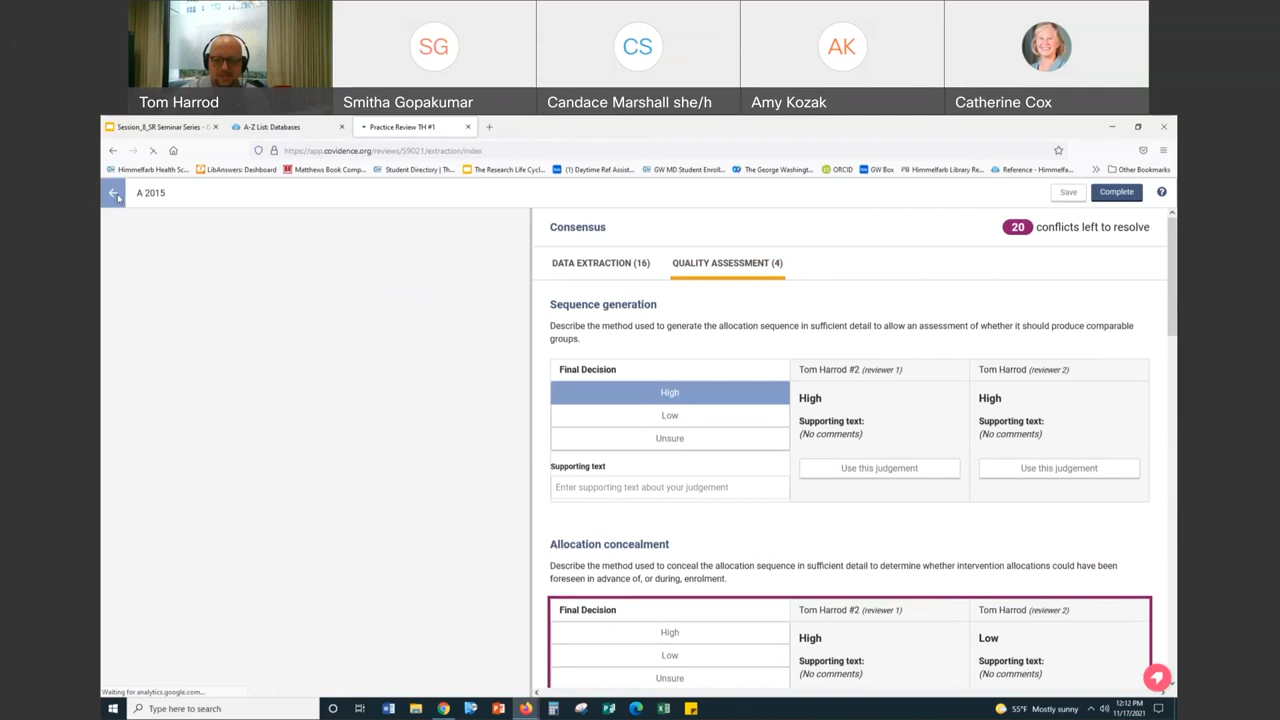 SG
CS
AK
Tom Harrod
Smitha Gopakumar
Candace Marshall she/h
Amy Kozak
Catherine Cox
Session_8_SR Seminar Series - G
A-Z List: Databases
Practice Review TH #1
https://app.covidence.org/reviews/59021/extraction/index
Himmelfarb Health Sc...
LibAnswers: Dashboard
Matthews Book Comp...
Student Directory | Th...
The Research Life Cycl...
(1) Daytime Ref Assist...
GW MD Student Enroll...
The George Washingt...
ORCID
GW Box
Himmelfarb Library Re...
Reference - Himmelfa...
Other Bookmarks
A 2015
Save
Complete
Consensus
20 conflicts left to resolve
DATA EXTRACTION (16)
QUALITY ASSESSMENT (4)
Sequence generation
Describe the method used to generate the allocation sequence in sufficient detail to allow an assessment of whether it should produce comparable
groups.
Final Decision
Tom Harrod #2 (reviewer 1)
Tom Harrod (reviewer 2)
High
Low
Unsure
Supporting text
Enter supporting text about your judgement
High
Supporting text:
(No comments)
Use this judgement
High
Supporting text:
(No comments)
Use this judgement
Allocation concealment
Describe the method used to conceal the allocation sequence in sufficient detail to determine whether intervention allocations could have been
foreseen in advance of, or during, enrolment.
Final Decision
Tom Harrod #2 (reviewer 1)
Tom Harrod (reviewer 2)
High
Low
Unsure
High
Supporting text:
(No comments)
Low
Supporting text:
(No comments)
Waiting for analytics.google.com...
Type here to search
55°F Mostly sunny
12:12 PM
11/17/2021